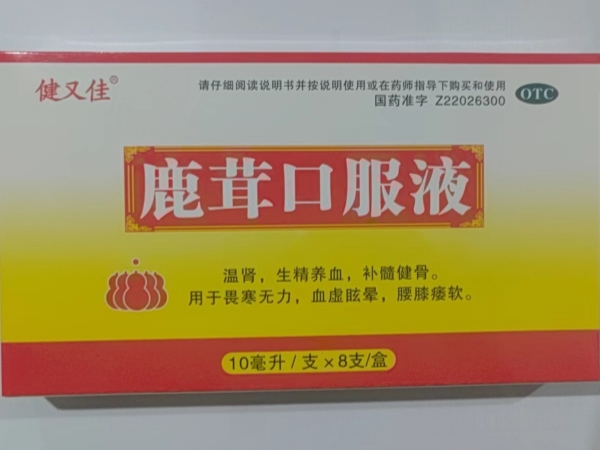 健又佳®
请仔细阅读说明书并按说明使用或在药师指导下购买和使用
国药准字 Z22026300
OTC
鹿茸口服液
温肾，生精养血，补髓健骨。
用于畏寒无力，血虚眩晕，腰膝痿软。
10毫升/支×8支/盒